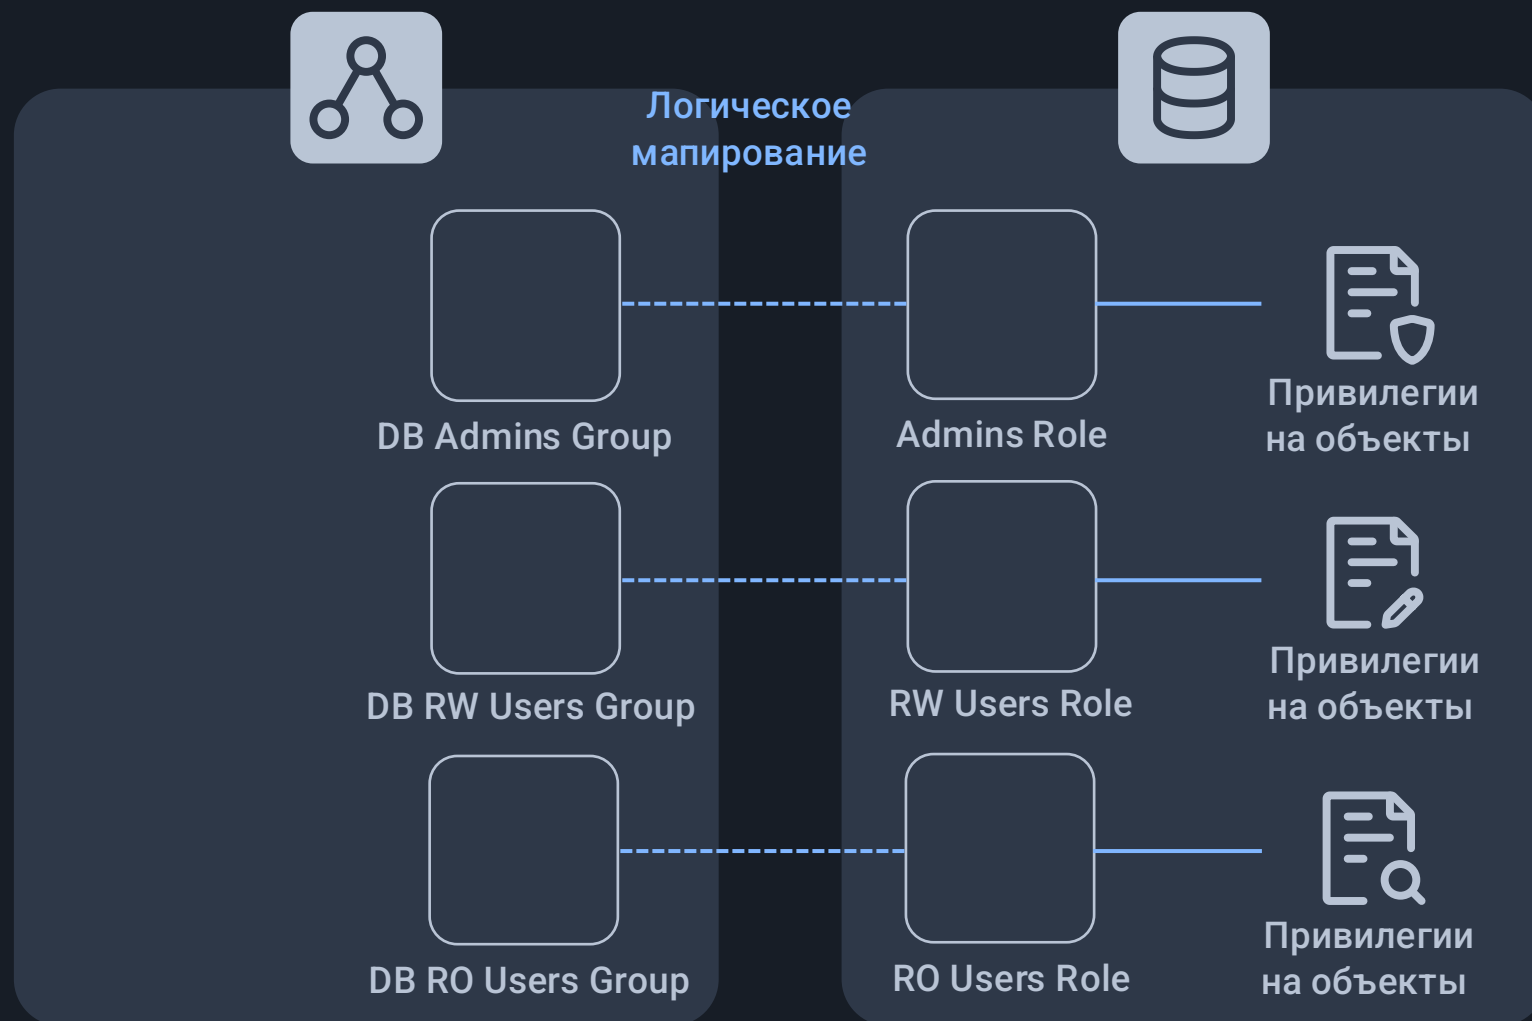 Логическое
мапирование
DB Admins Group
Admins Role
Привилегии
на объекты
DB RW Users Group
RW Users Role
Привилегии
на объекты
DB RO Users Group
RO Users Role
Привилегии
на объекты